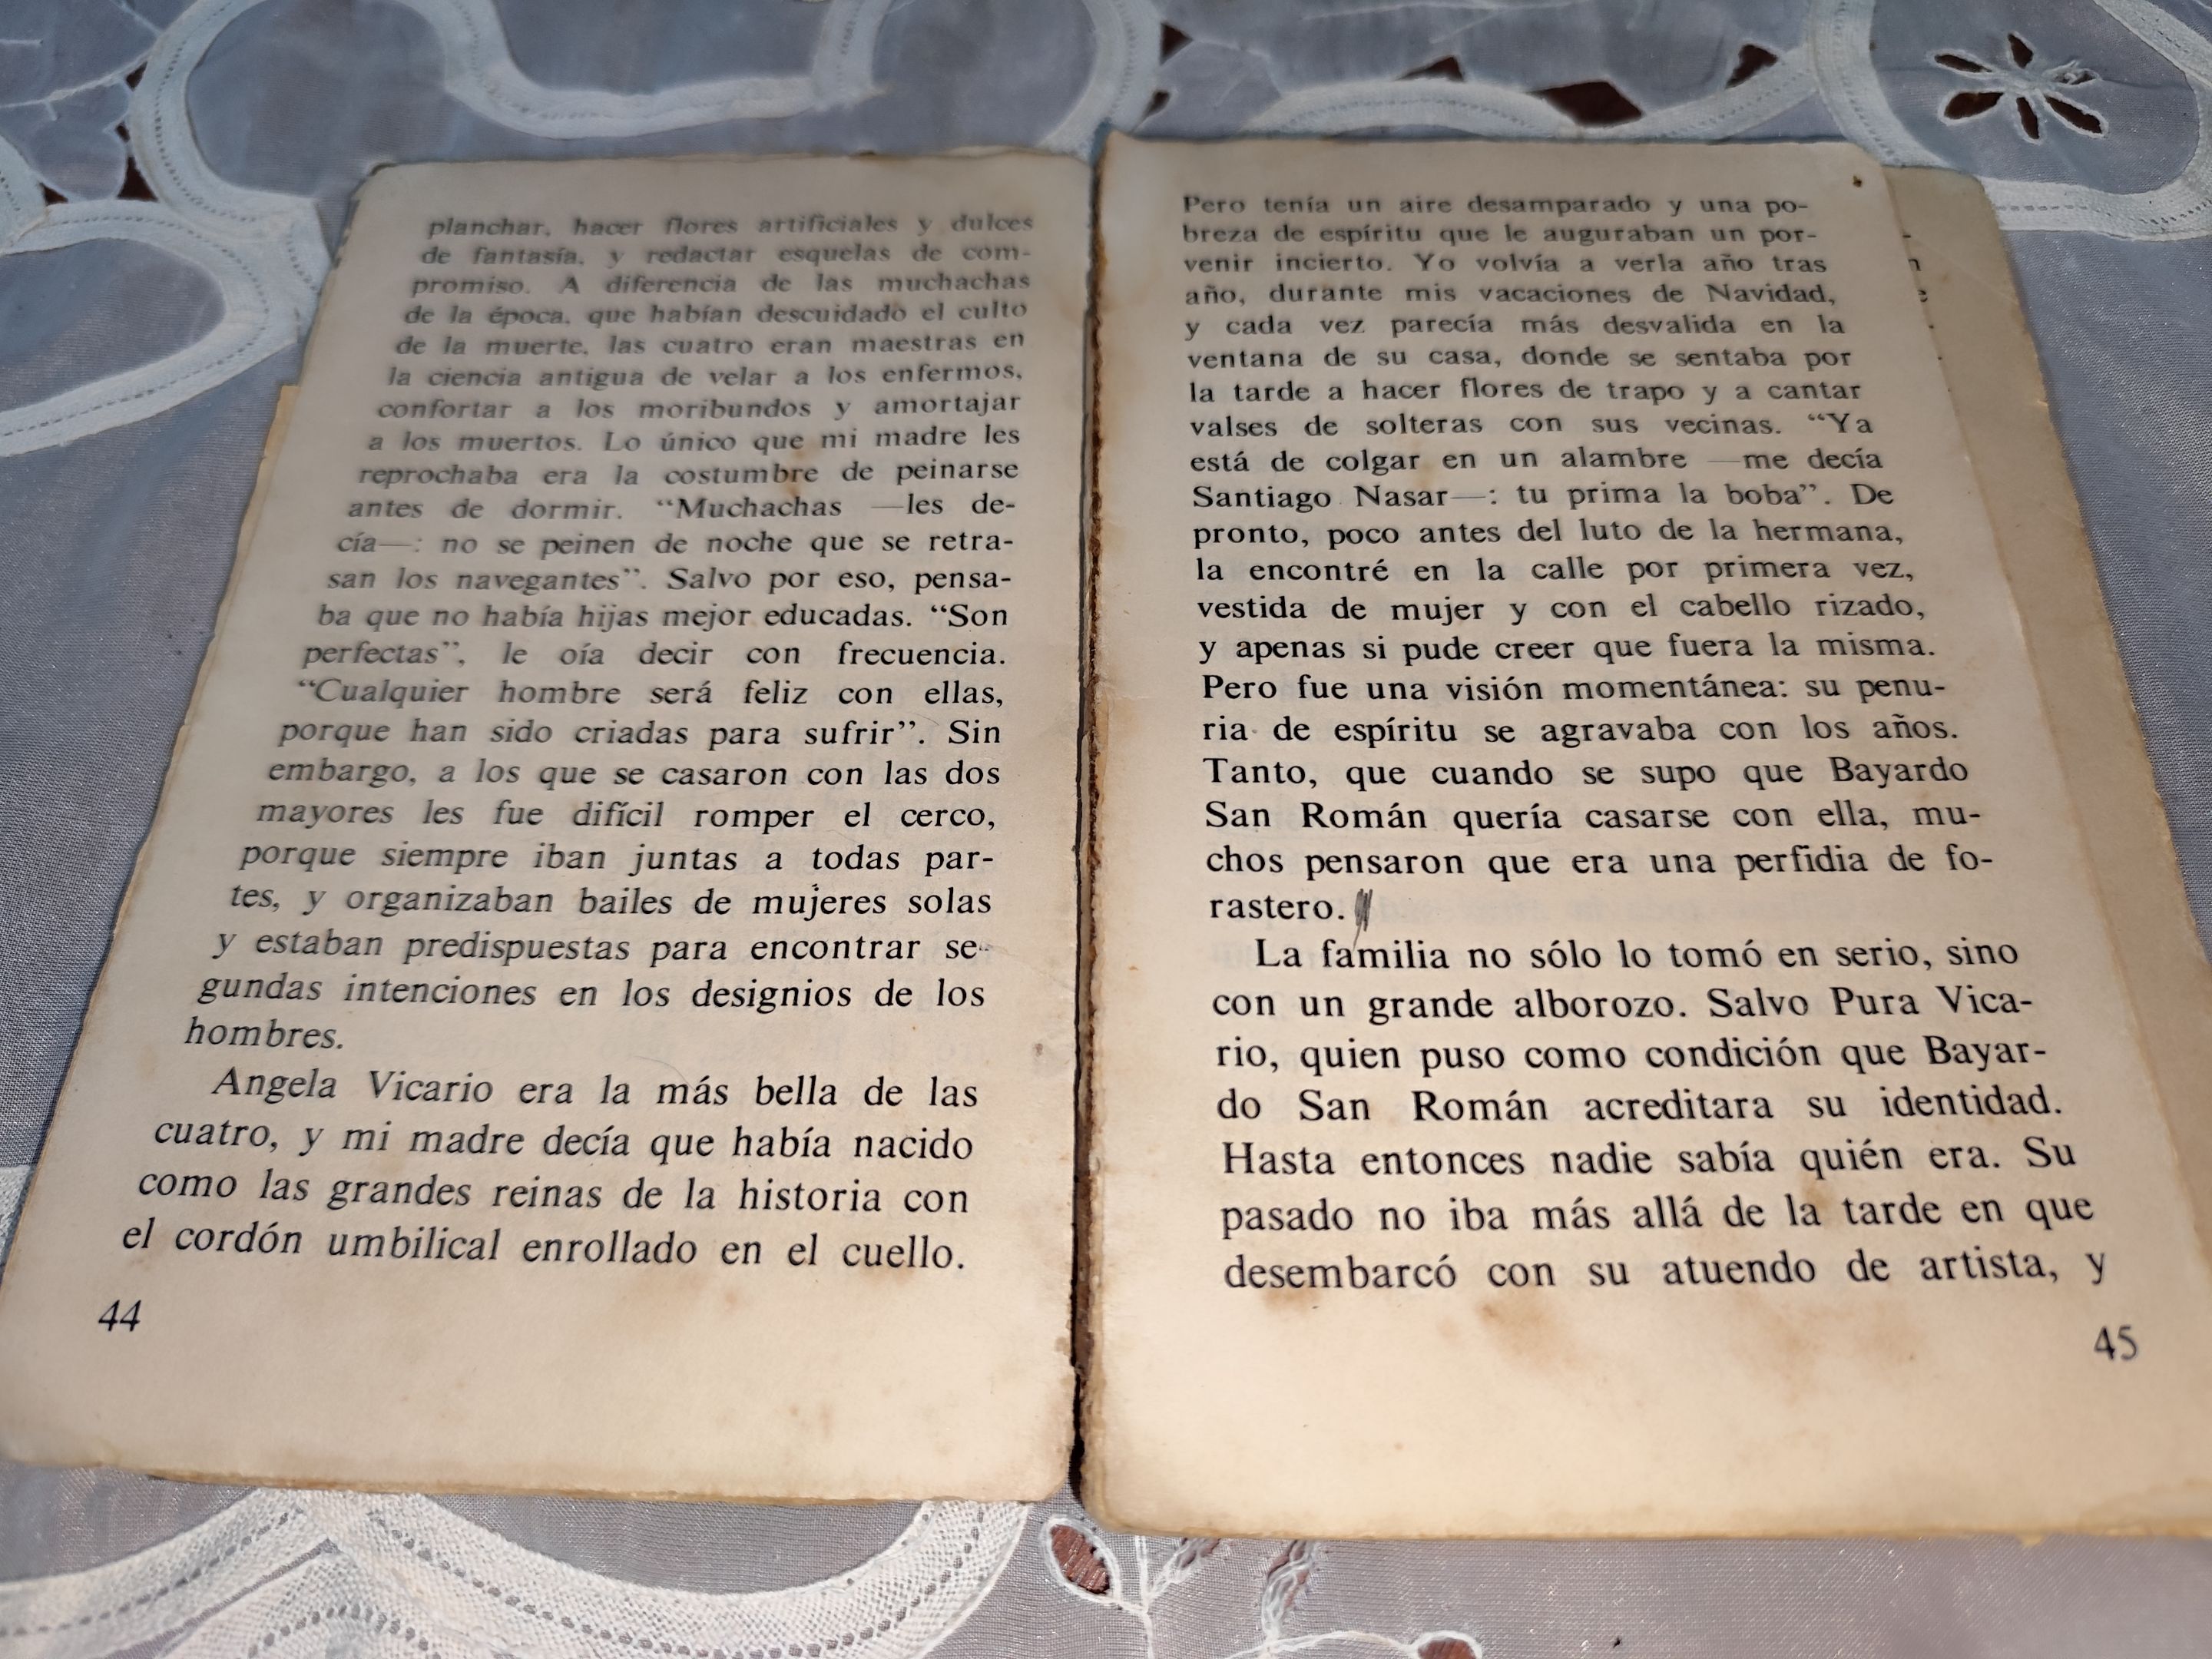 planchar, hacer flores artificiales y dulces
de fantasía, y redactar esquelas de com-
promiso. A diferencia de las muchachas
de la época, que habían descuidado el culto
de la muerte, las cuatro eran maestras en
la ciencia antigua de velar a los enfermos,
confortar a los moribundos y amortajar
a los muertos. Lo único que mi madre les
reprochaba era la costumbre de peinarse
antes de dormir. “Muchachas —les de-
cía—: no se peinen de noche que se retra-
san los navegantes”. Salvo por eso, pensa-
ba que no había hijas mejor educadas. “Son
perfectas”, le oía decir con frecuencia.
“Cualquier hombre será feliz con ellas,
porque han sido criadas para sufrir”. Sin
embargo, a los que se casaron con las dos
mayores les fue difícil romper el cerco,
porque siempre iban juntas a todas par-
tes, y organizaban bailes de mujeres solas
y estaban predispuestas para encontrar se-
gundas intenciones en los designios de los
hombres.
Angela Vicario era la más bella de las
cuatro, y mi madre decía que había nacido
como las grandes reinas de la historia con
el cordón umbilical enrollado en el cuello.
44
Pero tenía un aire desamparado y una po-
breza de espíritu que le auguraban un por-
venir incierto. Yo volvía a verla año tras
año, durante mis vacaciones de Navidad,
y cada vez parecía más desvalida en la
ventana de su casa, donde se sentaba por
la tarde a hacer flores de trapo y a cantar
valses de solteras con sus vecinas. “Ya
está de colgar en un alambre —me decía
Santiago Nasar—: tu prima la boba”. De
pronto, poco antes del luto de la hermana,
la encontré en la calle por primera vez,
vestida de mujer y con el cabello rizado,
y apenas si pude creer que fuera la misma.
Pero fue una visión momentánea: su penu-
ria de espíritu se agravaba con los años.
Tanto, que cuando se supo que Bayardo
San Román quería casarse con ella, mu-
chos pensaron que era una perfidia de fo-
rastero.
La familia no sólo lo tomó en serio, sino
con un grande alborozo. Salvo Pura Vica-
rio, quien puso como condición que Bayar-
do San Román acreditara su identidad.
Hasta entonces nadie sabía quién era. Su
pasado no iba más allá de la tarde en que
desembarcó con su atuendo de artista, y
45